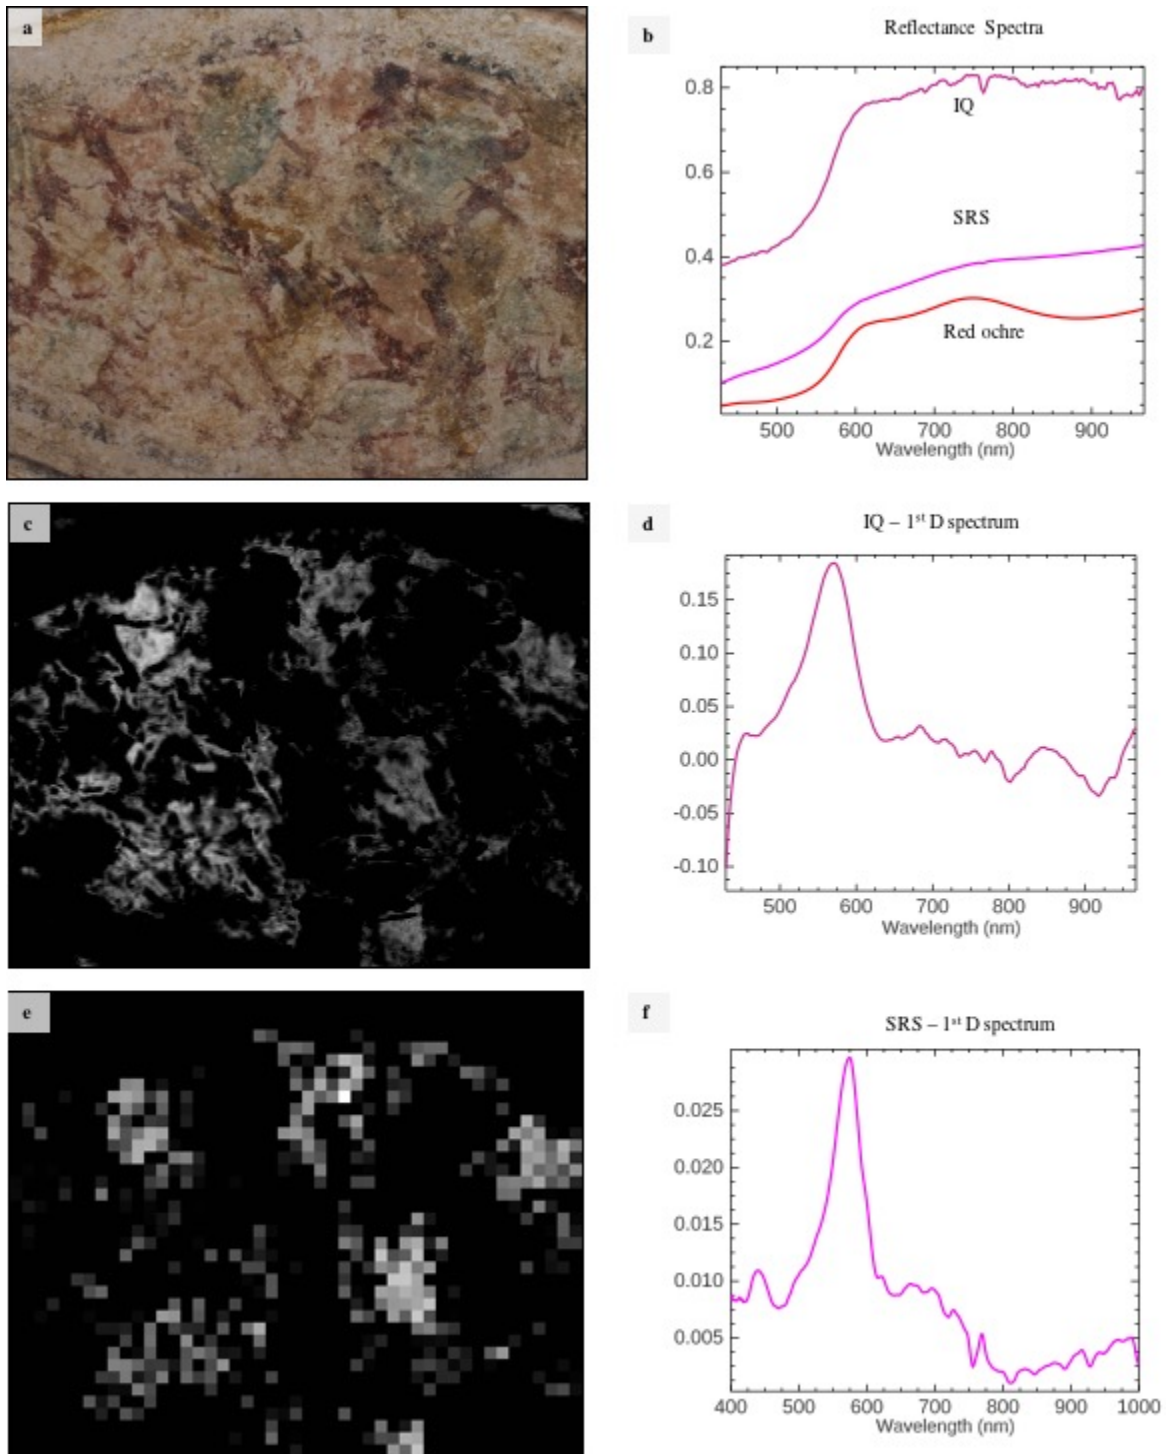 a
b
Reflectance Spectra
0.8
0.6
0.4
0.2
IQ
SRS
Red ochre
500 600 700 800 900
Wavelength (nm)
c
d
IQ – 1st D spectrum
0.15
0.10
0.05
0.00
-0.05
-0.10
500 600 700 800 900
Wavelength (nm)
e
f
SRS – 1st D spectrum
0.025
0.020
0.015
0.010
0.005
400 500 600 700 800 900 1000
Wavelength (nm)